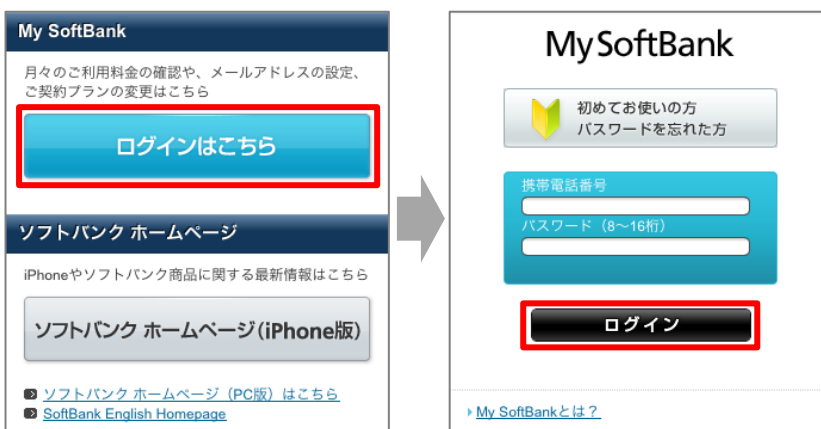 My SoftBank
月々のご利用料金の確認や、メールアドレスの設定、
ご契約プランの変更はこちら
ログインはこちら
ソフトバンク ホームページ
iPhoneやソフトバンク商品に関する最新情報はこちら
ソフトバンク ホームページ(iPhone版)
ソフトバンク ホームページ（PC版）はこちら
SoftBank English Homepage
My SoftBank
初めてお使いの方
パスワードを忘れた方
携帯電話番号
パスワード（8〜16桁）
ログイン
My SoftBankとは？